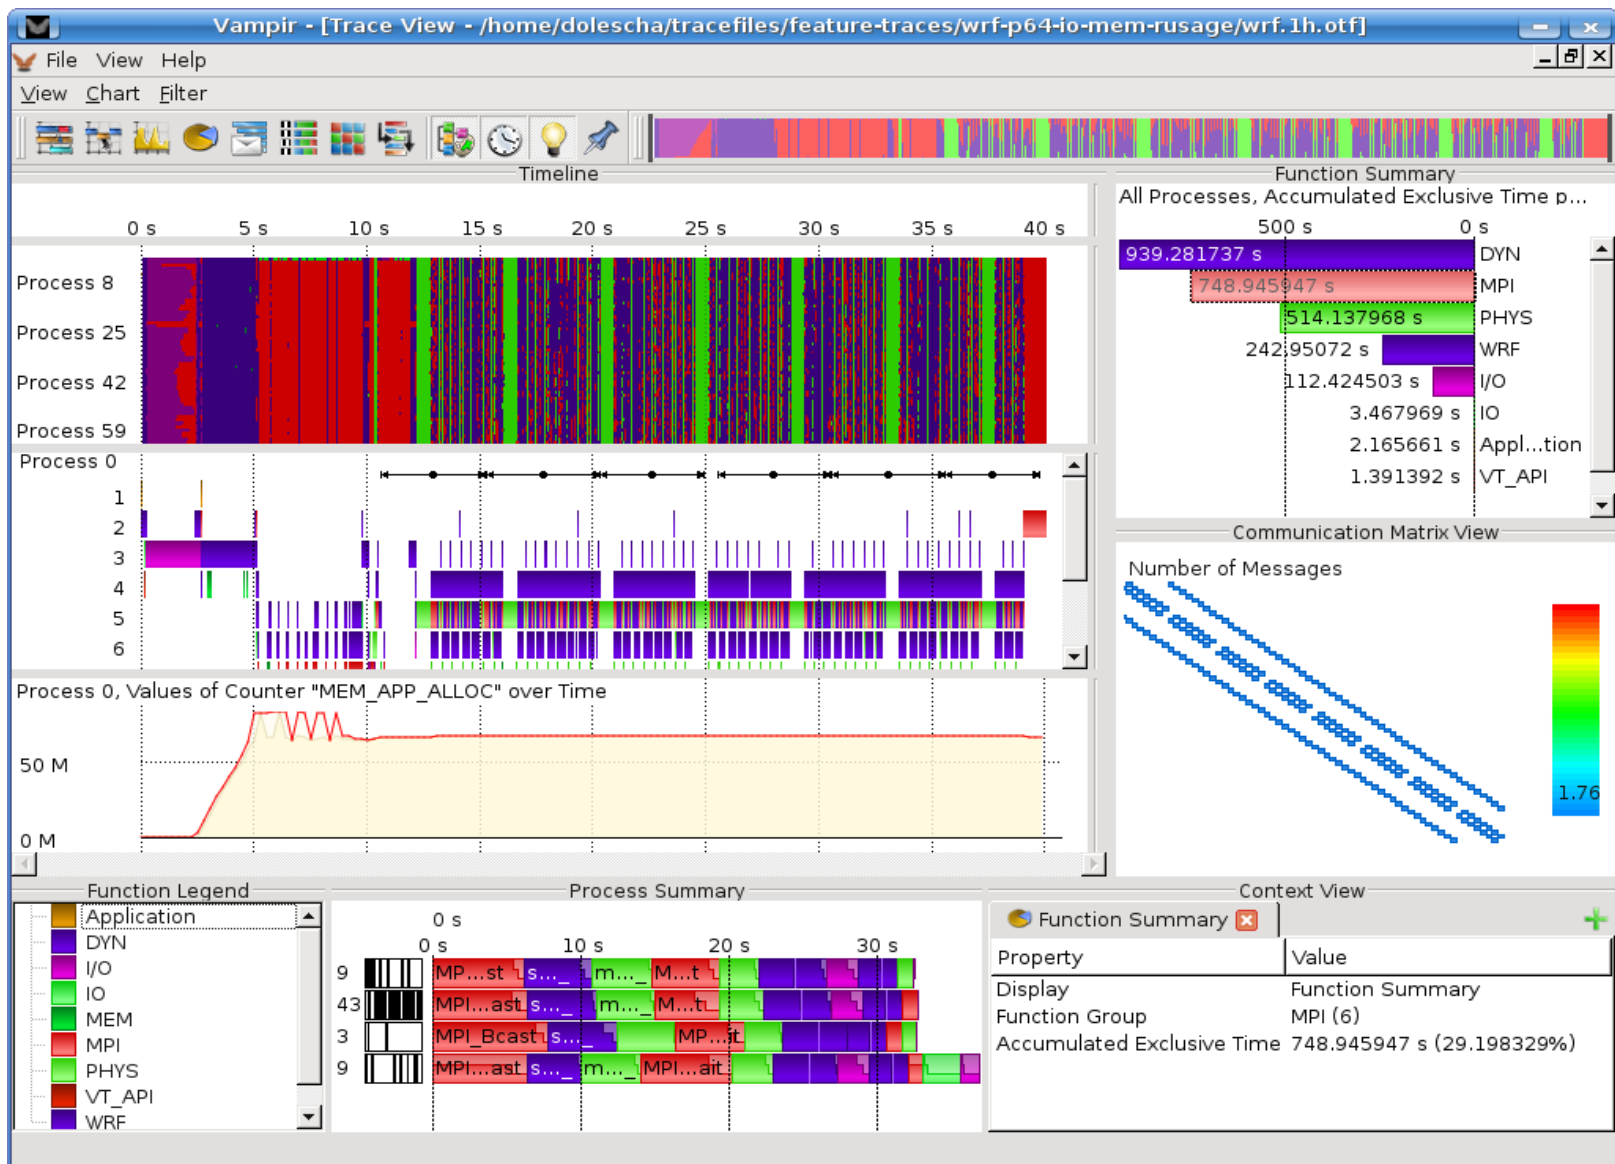 Vampir - [Trace View - /home/dolescha/tracefiles/feature-traces/wrf-p64-io-mem-rusage/wrf.1h.otf]
File View Help
View Chart Filter
Timeline
0 s 5 s 10 s 15 s 20 s 25 s 30 s 35 s 40 s
Process 8
Process 25
Process 42
Process 59
Process 0
1
2
3
4
5
6
Process 0, Values of Counter "MEM_APP_ALLOC" over Time
50 M
0 M
Function Summary
All Processes, Accumulated Exclusive Time p...
500 s 0 s
939.281737 s DYN
748.945947 s MPI
514.137968 s PHYS
242.95072 s WRF
112.424503 s I/O
3.467969 s IO
2.165661 s Appl...tion
1.391392 s VT_API
Communication Matrix View
Number of Messages
1.76
Function Legend
Application
DYN
I/O
IO
MEM
MPI
PHYS
VT_API
WRF
Process Summary
0 s
0 s 10 s 20 s 30 s
9 MP...st s..._ m..._ M...t
43 MPI...ast s..._ m..._ M...t
3 MPI_Bcast s..._ MP...it
9 MPI...ast s..._ m..._ MPI...ait
Context View
Function Summary
Property Value
Display Function Summary
Function Group MPI (6)
Accumulated Exclusive Time 748.945947 s (29.198329%)